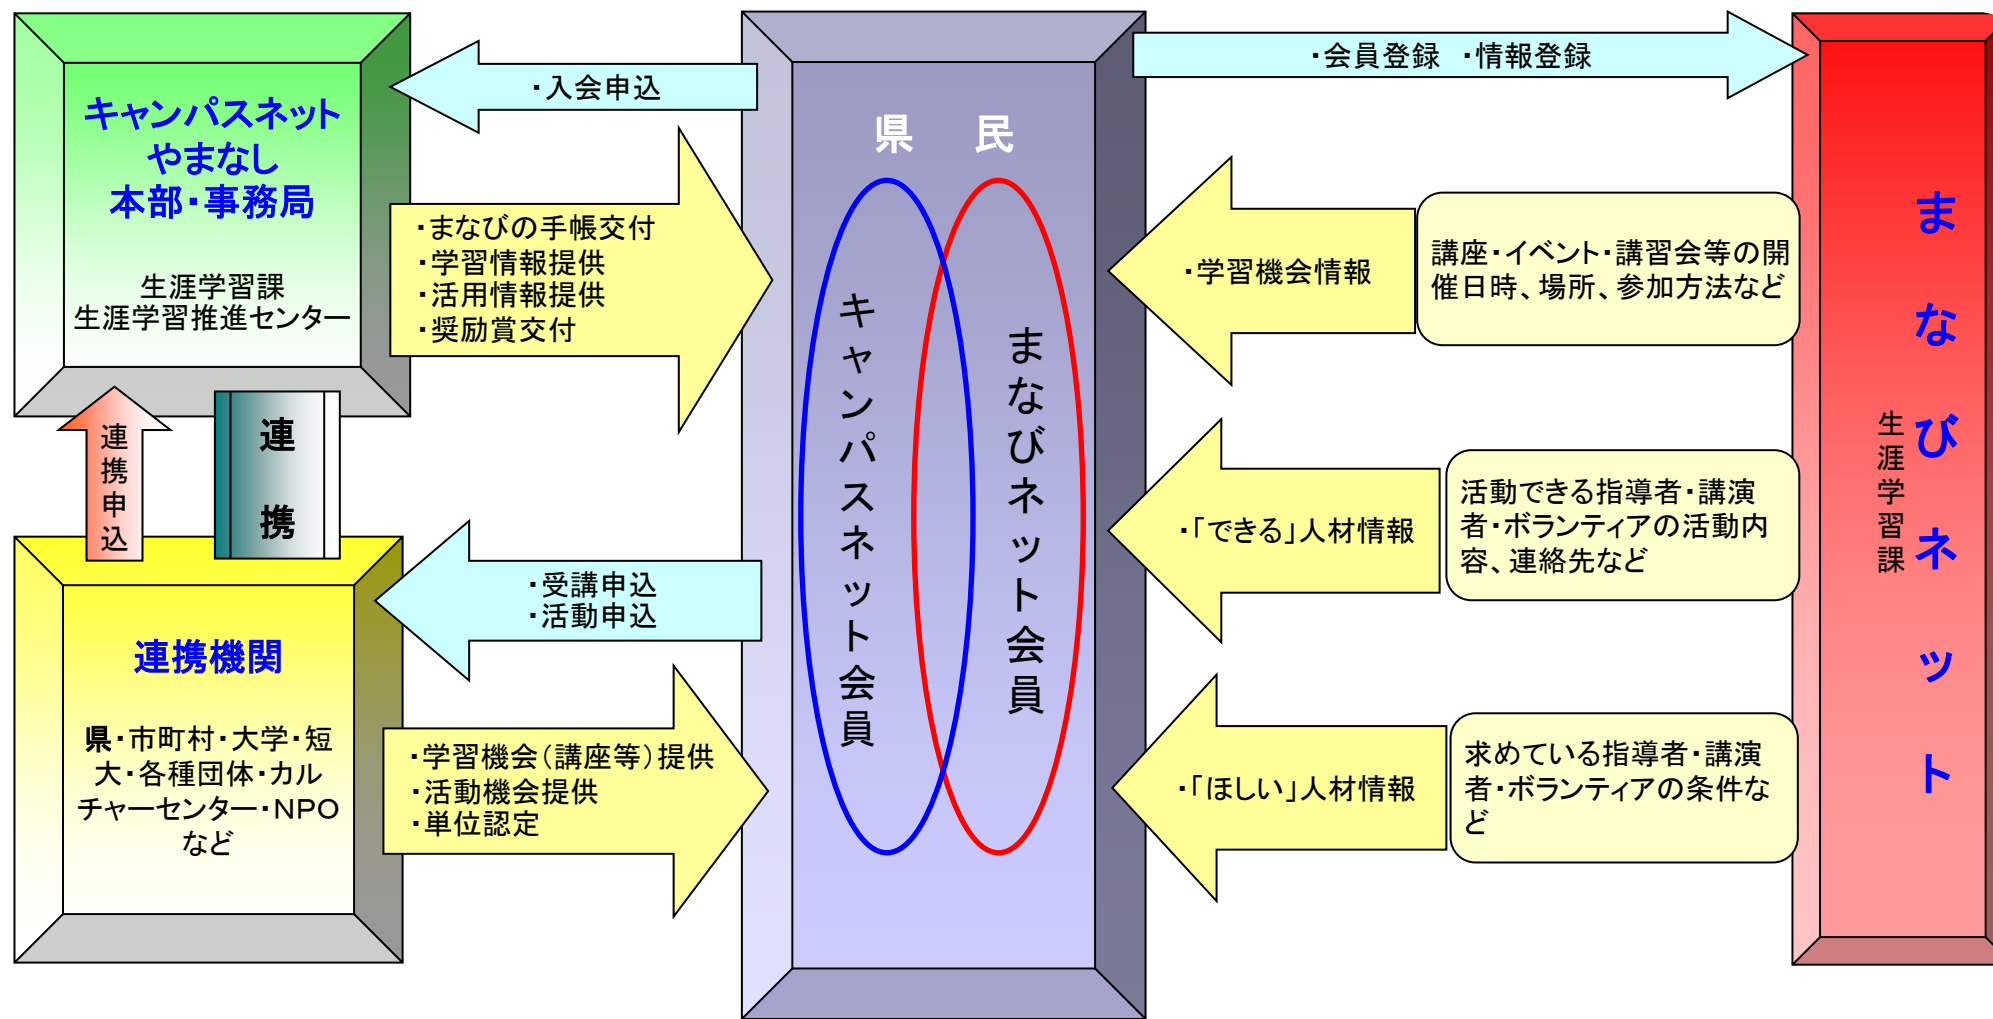 キャンパスネット
やまなし
本部・事務局
生涯学習課
生涯学習推進センター
・入会申込
・まなびの手帳交付
・学習情報提供
・活用情報提供
・奨励賞交付
連携申込
連携
連携機関
県・市町村・大学・短
大・各種団体・カル
チャーセンター・NPO
など
・受講申込
・活動申込
・学習機会(講座等)提供
・活動機会提供
・単位認定
県 民
キャンパスネット会員
まなびネット会員
・会員登録 ・情報登録
・学習機会情報
講座・イベント・講習会等の開
催日時、場所、参加方法など
・「できる」人材情報
活動できる指導者・講演
者・ボランティアの活動内
容、連絡先など
・「ほしい」人材情報
求めている指導者・講演
者・ボランティアの条件な
ど
まなびネット
生涯学習課